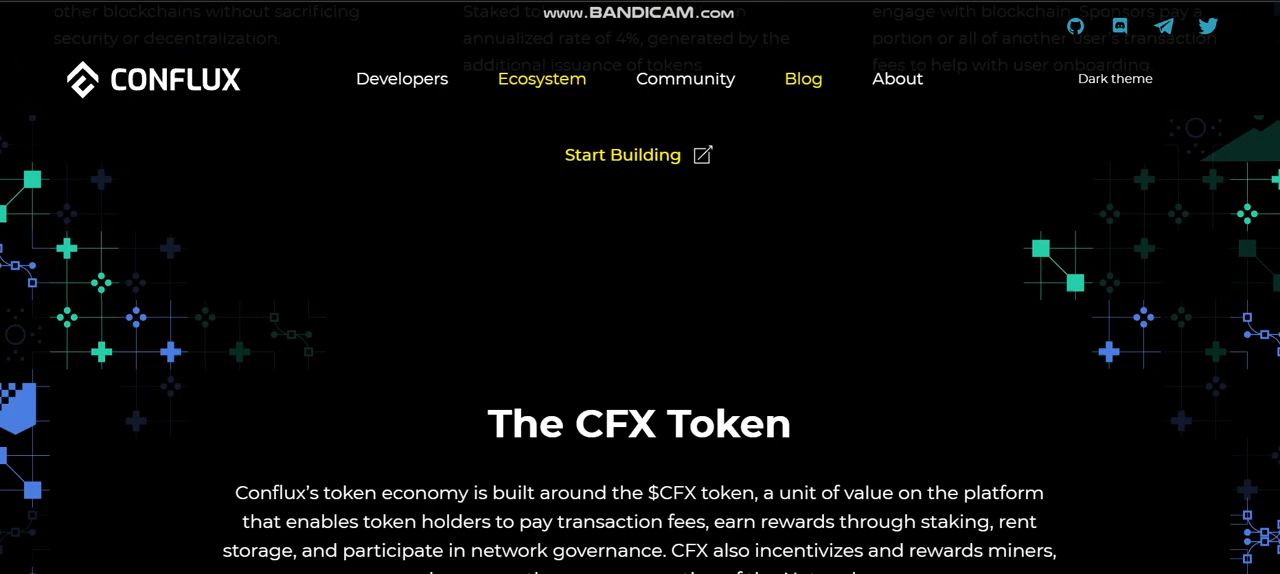 www.BANDICAM.com
other blockchains without sacrificing
security or decentralization.
Staked to
annualized rate of 4%, generated by the
additional issuance of tokens
engage with blockchain. Sponsors pay a
portion or all of another user's transaction
fees to help with user onboarding.
CONFLUX
Developers
Ecosystem
Community
Blog
About
Dark theme
Start Building
The CFX Token
Conflux’s token economy is built around the $CFX token, a unit of value on the platform
that enables token holders to pay transaction fees, earn rewards through staking, rent
storage, and participate in network governance. CFX also incentivizes and rewards miners,